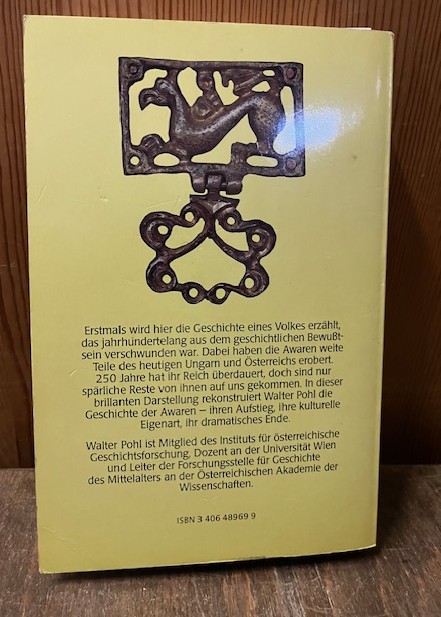 Erstmals wird hier die Geschichte eines Volkes erzählt,
das jahrhundertelang aus dem geschichtlichen Bewußt-
sein verschwunden war. Dabei haben die Awaren weite
Teile des heutigen Ungarn und Österreichs erobert.
250 Jahre hat ihr Reich überdauert, doch sind nur
spärliche Reste von ihnen auf uns gekommen. In dieser
brillanten Darstellung rekonstruiert Walter Pohl die
Geschichte der Awaren – ihren Aufstieg, ihre kulturelle
Eigenart, ihr dramatisches Ende.
Walter Pohl ist Mitglied des Instituts für österreichische
Geschichtsforschung, Dozent an der Universität Wien
und Leiter der Forschungsstelle für Geschichte
des Mittelalters an der Österreichischen Akademie der
Wissenschaften.
ISBN 3 406 48969 9